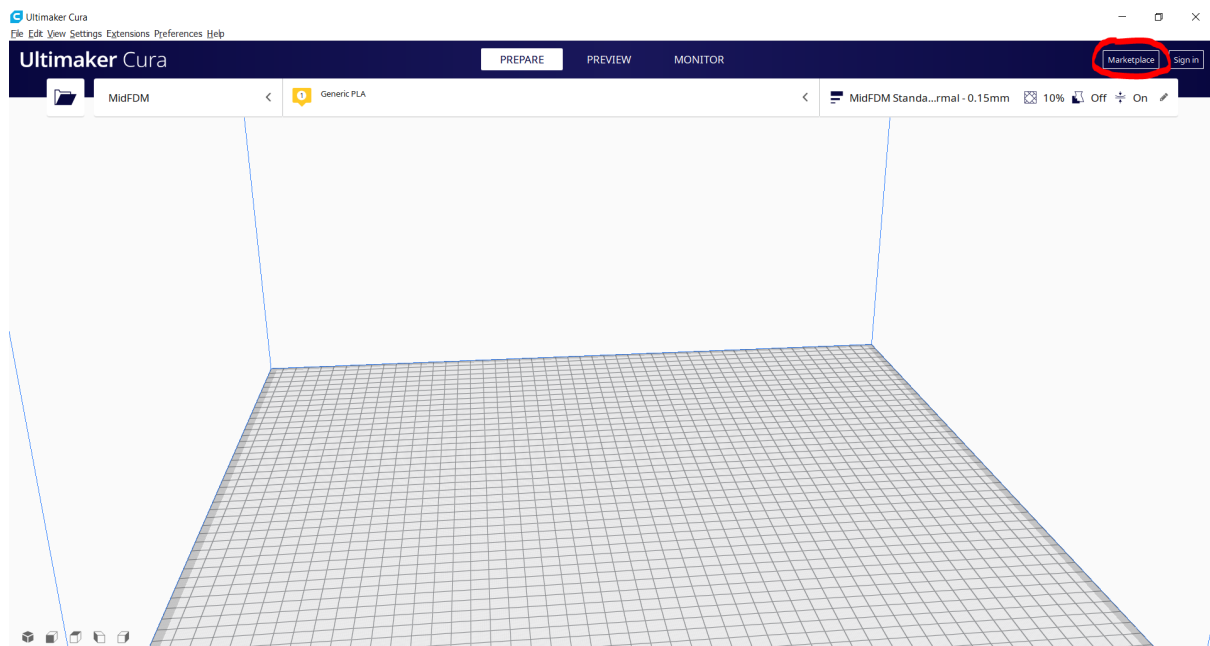 Ultimaker Cura
File Edit View Settings Extensions Preferences Help
Ultimaker Cura
PREPARE PREVIEW MONITOR
Marketplace Sign in
MidFDM
1 Generic PLA
MidFDM Standa...rmal - 0.15mm 10% Off On